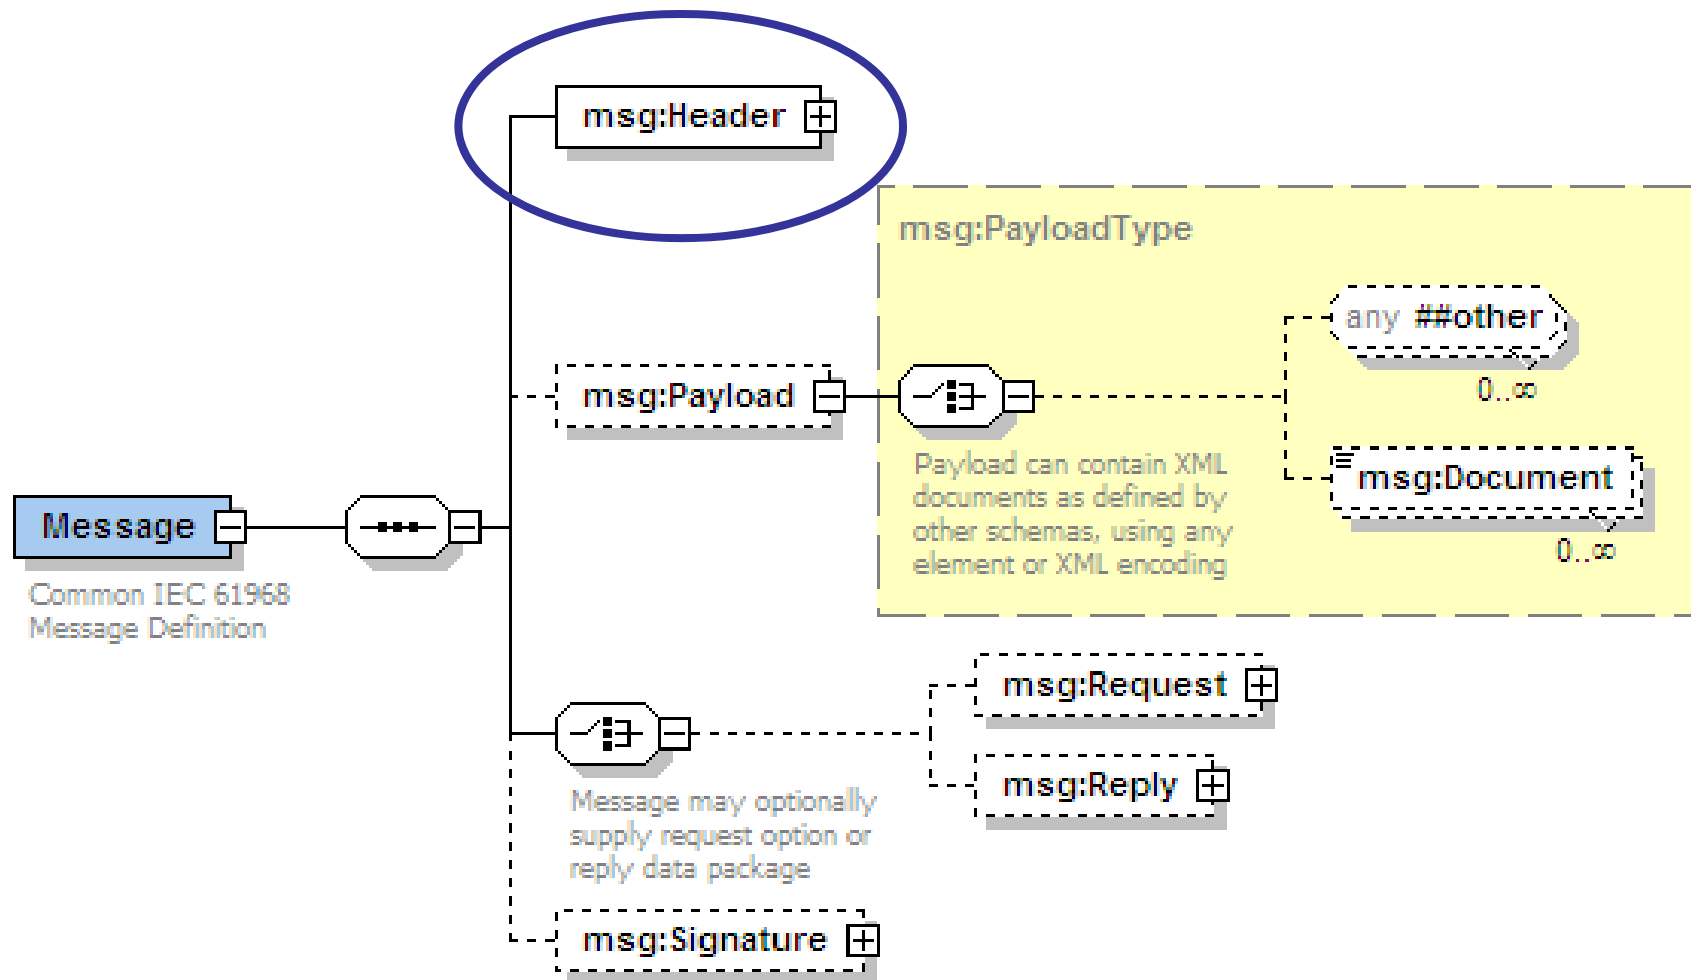 msg:Header
msg:PayloadType
any ##other
0..∞
msg:Payload
Payload can contain XML
documents as defined by
other schemas, using any
element or XML encoding
msg:Document
0..∞
Message
Common IEC 61968
Message Definition
msg:Request
msg:Reply
Message may optionally
supply request option or
reply data package
msg:Signature